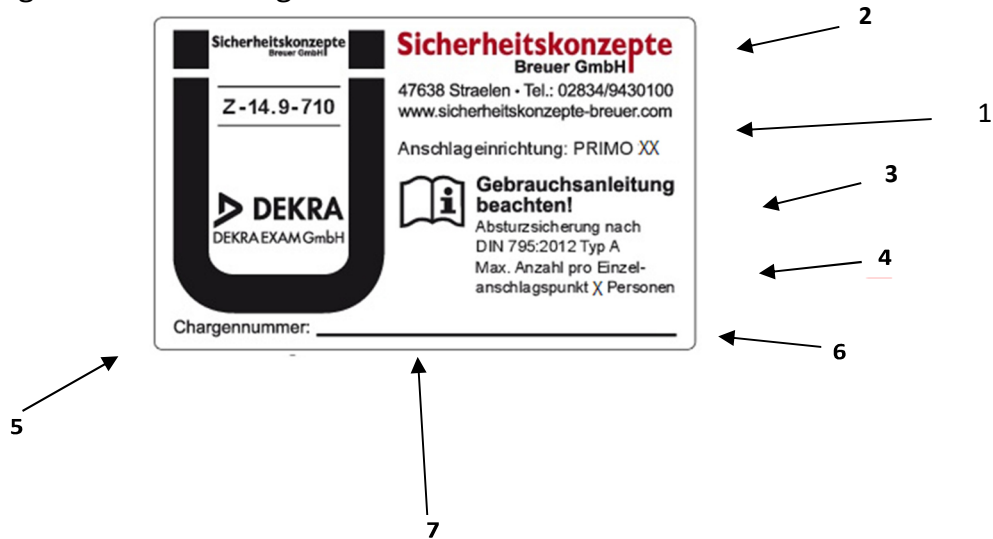 Sicherheitskonzepte
Breuer GmbH
Z-14.9-710
DEKRA
DEKRA EXAM GmbH
Sicherheitskonzepte
Breuer GmbH
47638 Straelen • Tel.: 02834/9430100
www.sicherheitskonzepte-breuer.com
Anschlageinrichtung: PRIMO XX
Gebrauchsanleitung
beachten!
Absturzsicherung nach
DIN 795:2012 Typ A
Max. Anzahl pro Einzel-
anschlagspunkt X Personen
Chargennummer:
2
1
3
4
6
5
7